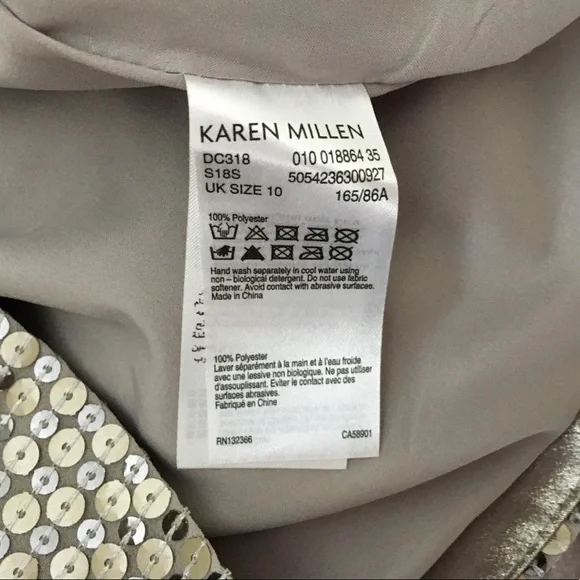 KAREN MILLEN
DC318 010 018864 35
S18S 5054236300927
UK SIZE 10 165/86A
100% Polyester
Hand wash separately in cool water using
non – biological detergent. Do not use fabric
softener. Avoid contact with abrasive surfaces.
Made in China
100% Polyester
Laver séparément à la main et à l'eau froide
avec une lessive non biologique. Ne pas utiliser
d'assouplissant. Eviter le contact avec des
surfaces abrasives.
Fabriqué en Chine
RN132366 CA58901